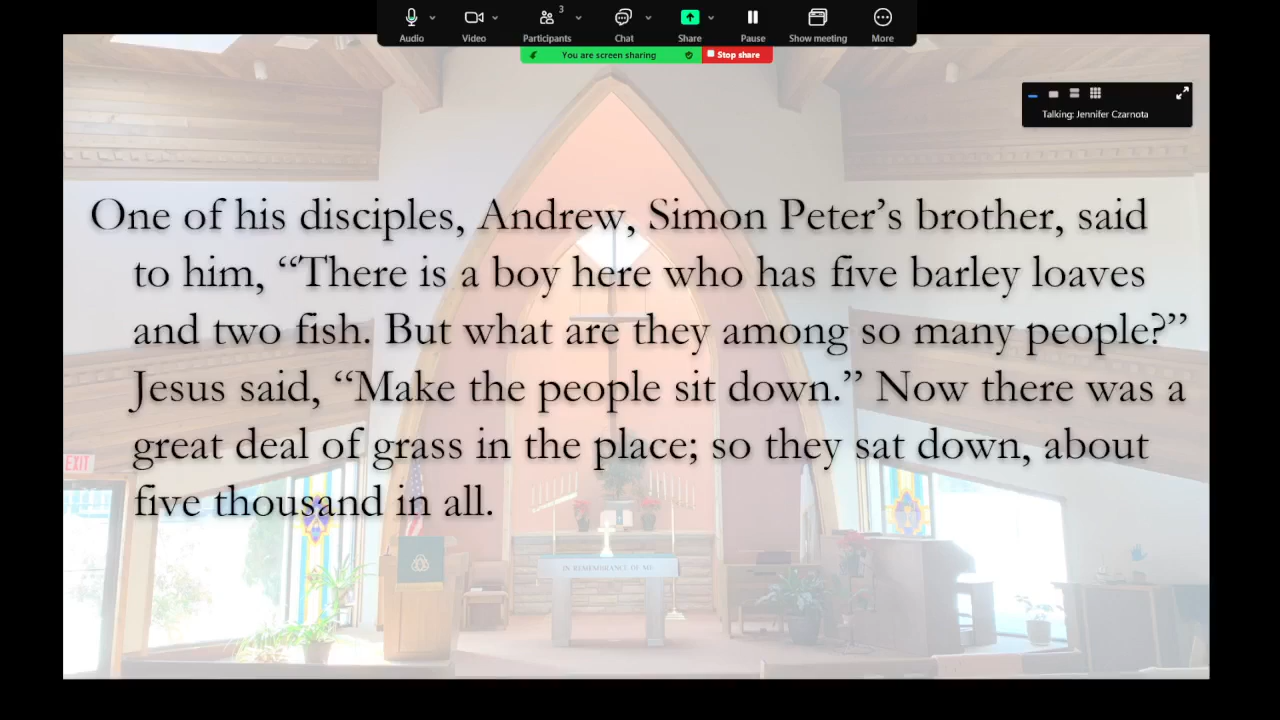 3
Audio Video Participants Chat Share Pause Show meeting More
You are screen sharing Stop share
Talking: Jennifer Czarnota
One of his disciples, Andrew, Simon Peter’s brother, said
to him, “There is a boy here who has five barley loaves
and two fish. But what are they among so many people?”
Jesus said, “Make the people sit down.” Now there was a
great deal of grass in the place; so they sat down, about
five thousand in all.
EXIT
IN REMEMBRANCE OF